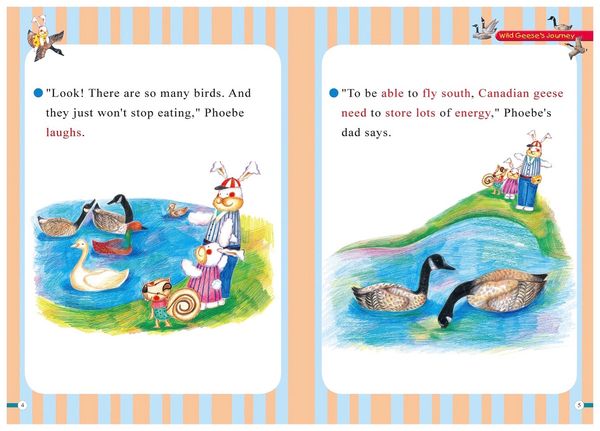 "Look! There are so many birds. And
they just won't stop eating," Phoebe
laughs.
4
Wild Geese's Journey
"To be able to fly south, Canadian geese
need to store lots of energy," Phoebe's
dad says.
5